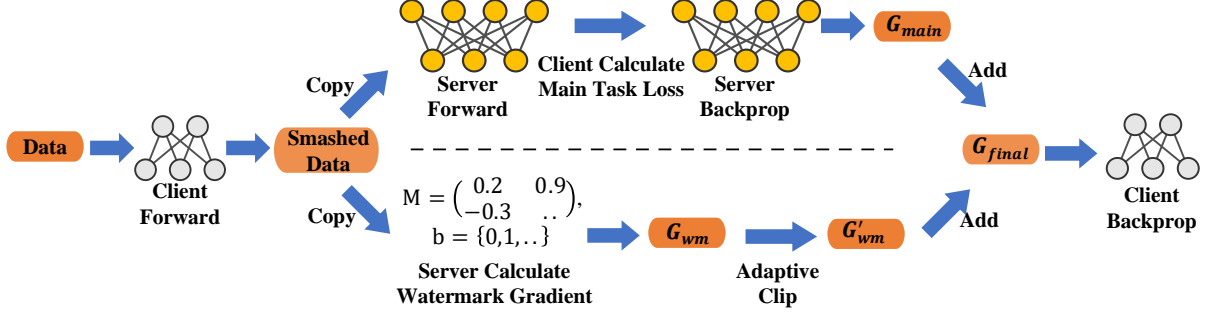 Data
Client
Forward
Smashed
Data
Copy
Server
Forward
Client Calculate
Main Task Loss
Server
Backprop
G_main
Add
Copy
M = (0.2 0.9
−0.3 ..),
b = {0,1,..}
Server Calculate
Watermark Gradient
G_wm
Adaptive
Clip
G'_wm
Add
G_final
Client
Backprop